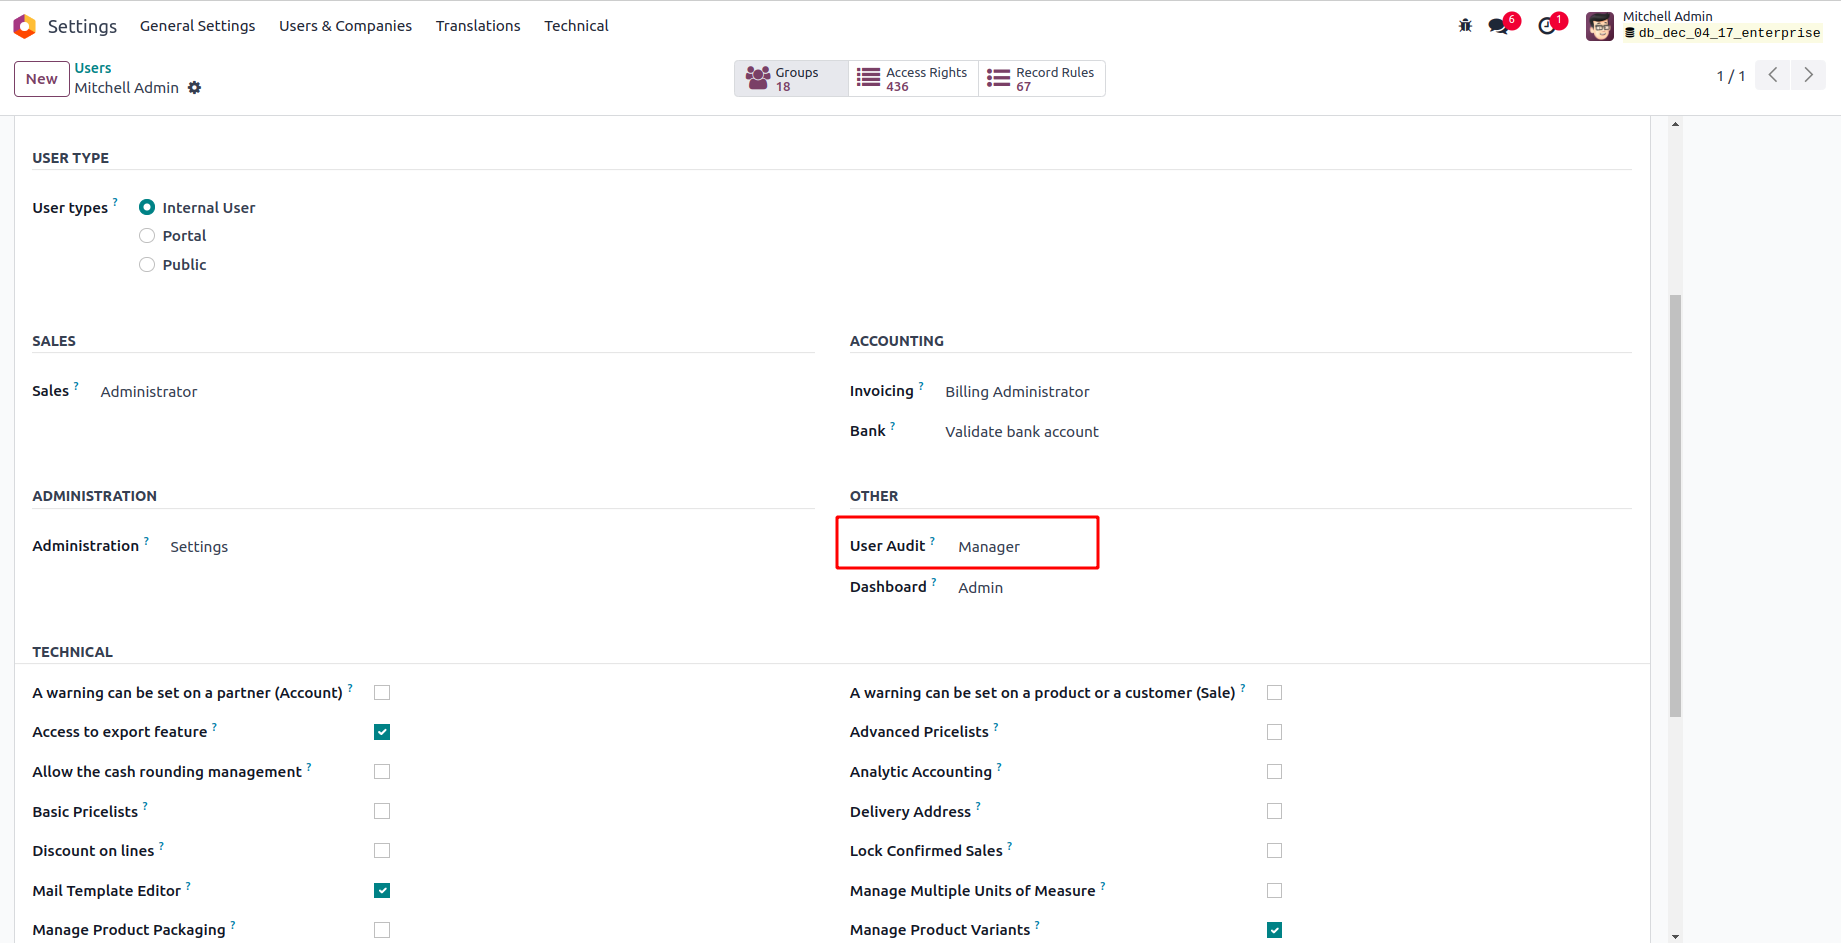 Settings General Settings Users & Companies Translations Technical 6 1 Mitchell Admin
db_dec_04_17_enterprise
New Users Groups 18 Access Rights 436 Record Rules 67 1 / 1
Mitchell Admin
USER TYPE
User types ? Internal User
Portal
Public
SALES ACCOUNTING
Sales ? Administrator Invoicing ? Billing Administrator
Bank ? Validate bank account
ADMINISTRATION OTHER
Administration ? Settings User Audit ? Manager
Dashboard ? Admin
TECHNICAL
A warning can be set on a partner (Account) ? A warning can be set on a product or a customer (Sale) ?
Access to export feature ? Advanced Pricelists ?
Allow the cash rounding management ? Analytic Accounting ?
Basic Pricelists ? Delivery Address ?
Discount on lines ? Lock Confirmed Sales ?
Mail Template Editor ? Manage Multiple Units of Measure ?
Manage Product Packaging ? Manage Product Variants ?